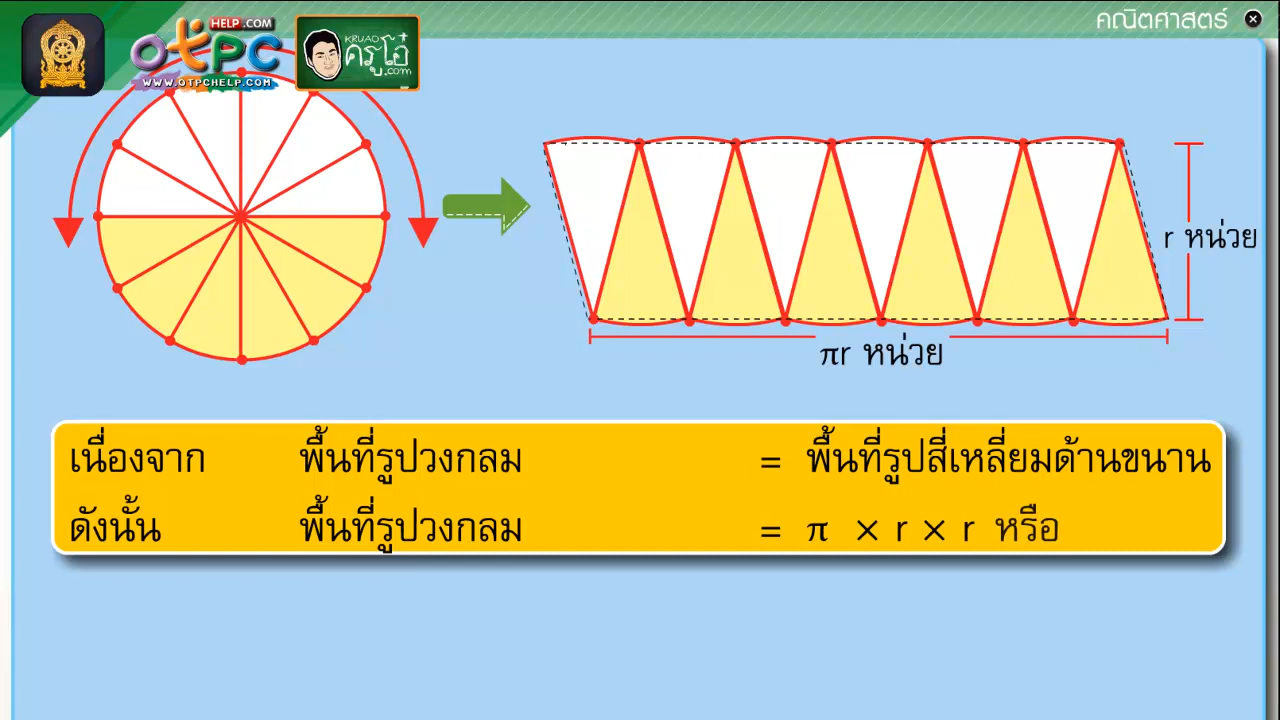 คณิตศาสตร์
HELP.COM
OTPC
WWW.OTPCHELP.COM
KRUAO
ครูโอ๋
.com
r หน่วย
πr หน่วย
เนื่องจาก พื้นที่รูปวงกลม = พื้นที่รูปสี่เหลี่ยมด้านขนาน
ดังนั้น พื้นที่รูปวงกลม = π × r × r หรือ